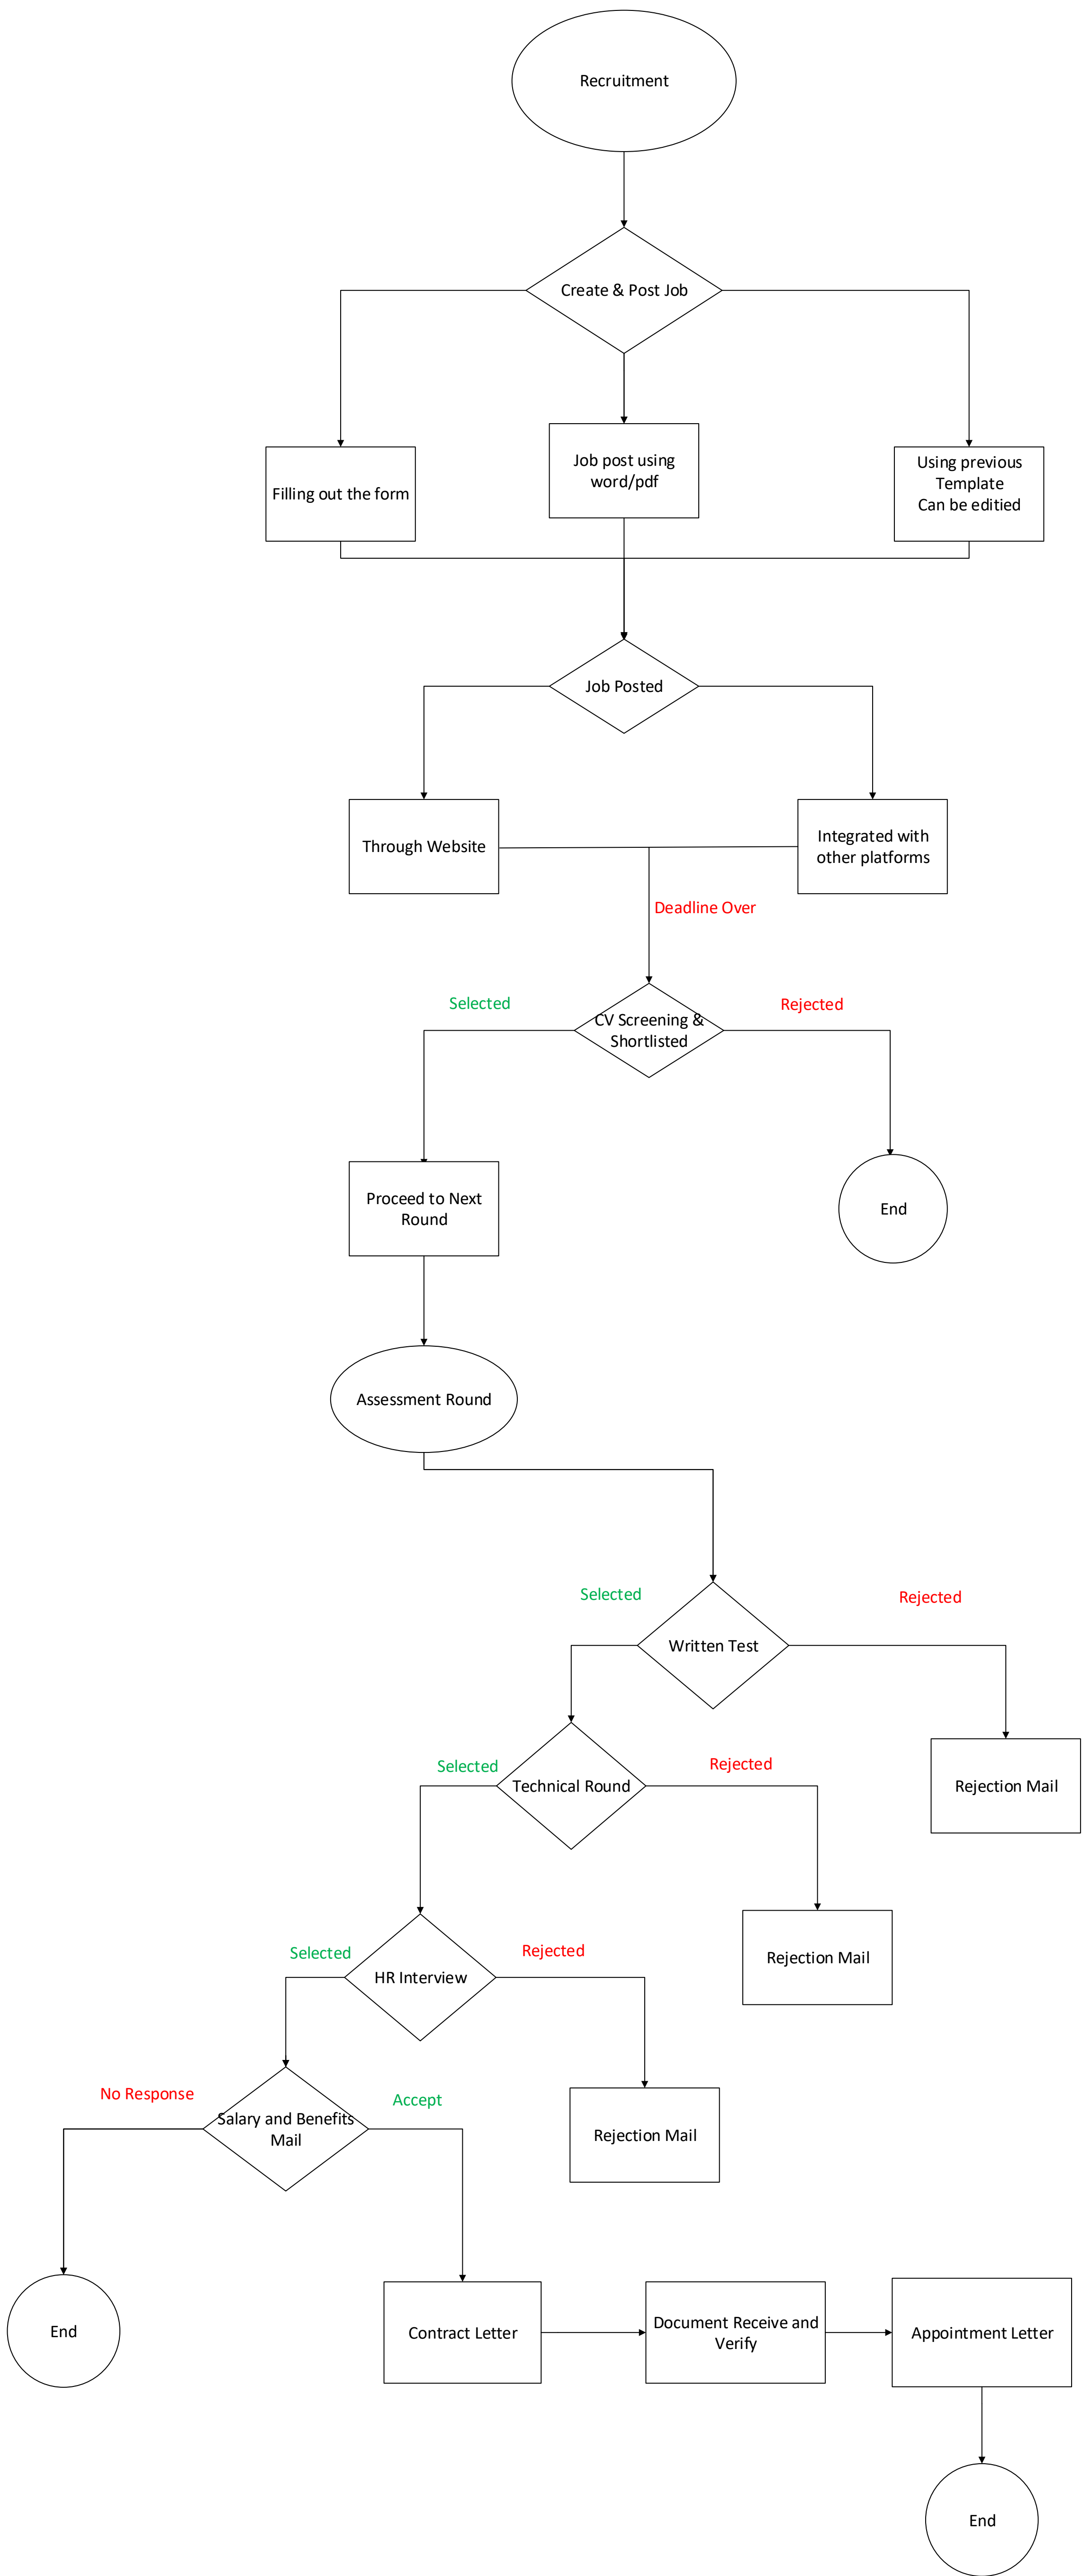 Recruitment
Create & Post Job
Filling out the form
Job post using
word/pdf
Using previous
Template
Can be editied
Job Posted
Through Website
Integrated with
other platforms
Deadline Over
Selected
CV Screening &
Shortlisted
Rejected
Proceed to Next
Round
End
Assessment Round
Selected
Written Test
Rejected
Selected
Technical Round
Rejected
Rejection Mail
Selected
HR Interview
Rejected
Rejection Mail
No Response
Salary and Benefits
Mail
Accept
Rejection Mail
End
Contract Letter
Document Receive and
Verify
Appointment Letter
End